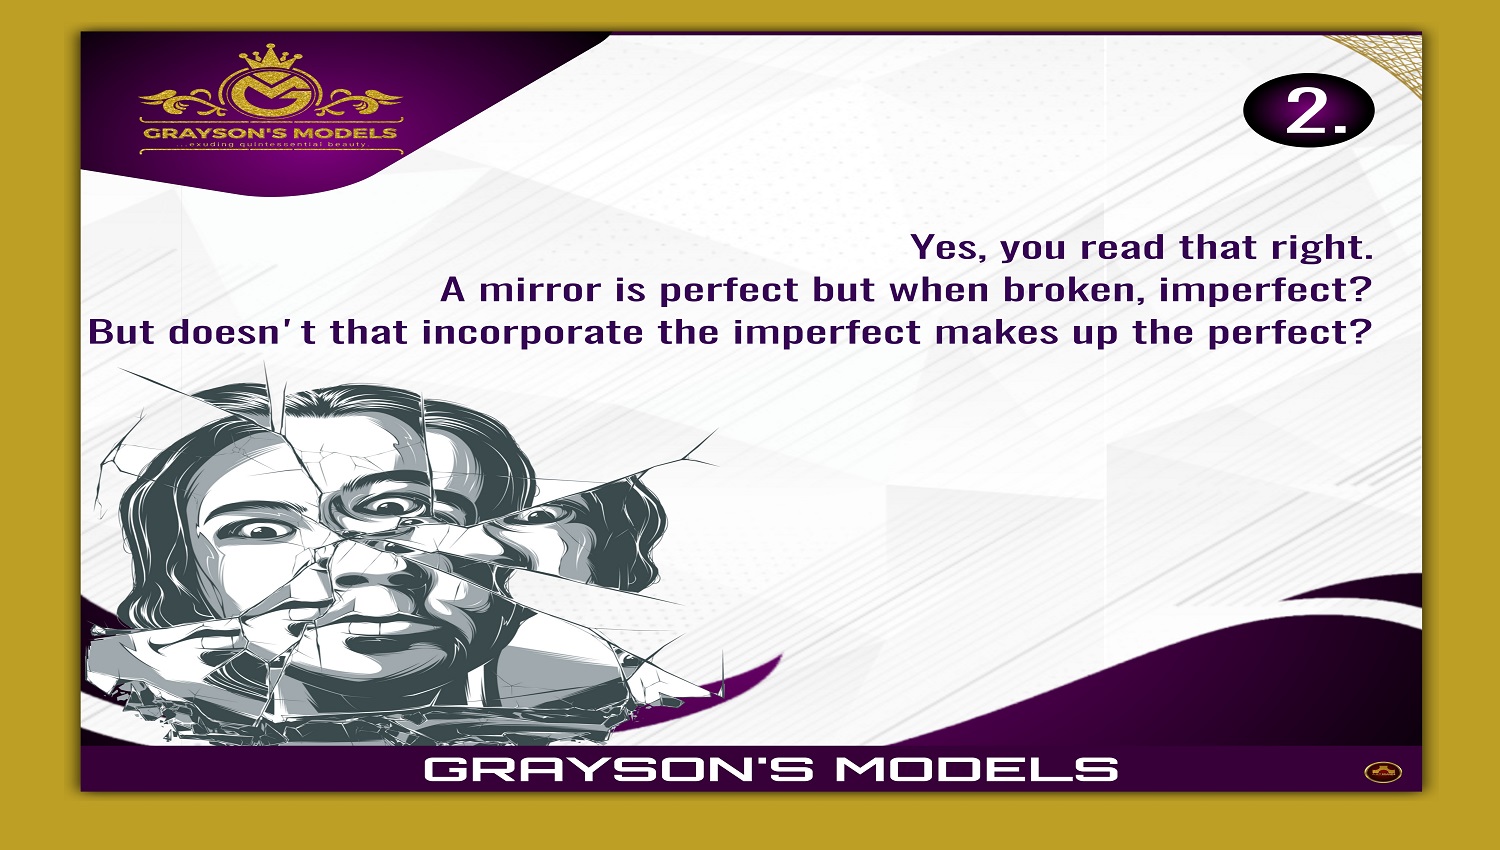 GRAYSON'S MODELS
...exuding quintessential beauty.
2.
Yes, you read that right.
A mirror is perfect but when broken, imperfect?
But doesn't that incorporate the imperfect makes up the perfect?
GRAYSON'S MODELS